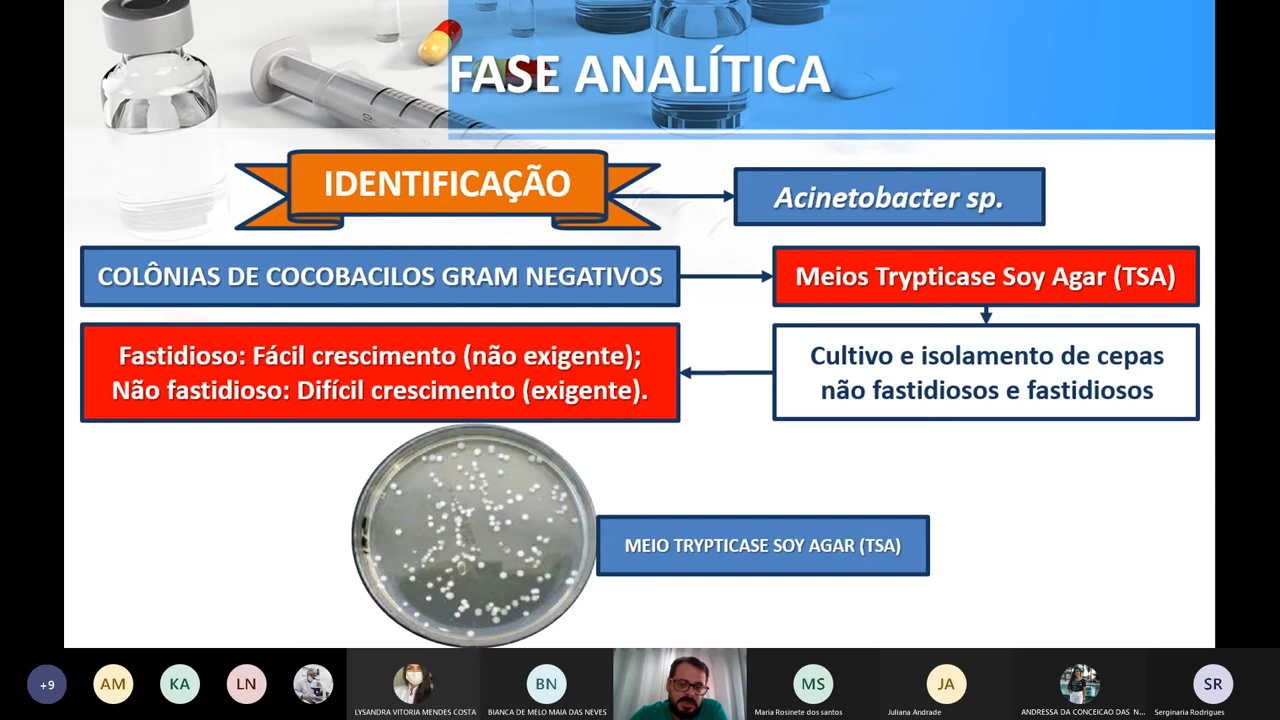 FASE ANALÍTICA
IDENTIFICAÇÃO
Acinetobacter sp.
COLÔNIAS DE COCOBACILOS GRAM NEGATIVOS
Meios Trypticase Soy Agar (TSA)
Fastidioso: Fácil crescimento (não exigente);
Não fastidioso: Difícil crescimento (exigente).
Cultivo e isolamento de cepas
não fastidiosos e fastidiosos
MEIO TRYPTICASE SOY AGAR (TSA)
+9
AM
KA
LN
LYSANDRA VITORIA MENDES COSTA
BN
BIANCA DE MELO MAIA DAS NEVES
MS
Maria Rosinete dos santos
JA
Juliana Andrade
ANDRESSA DA CONCEICAO DAS N...
SR
Serginaria Rodrigues